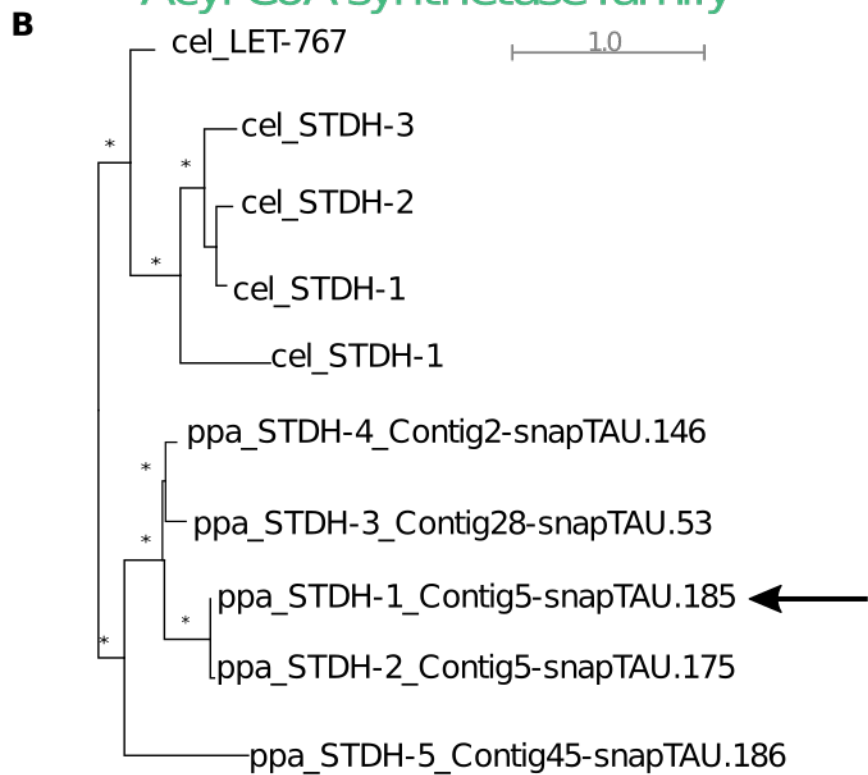 B
cel_LET-767
1.0
*
cel_STDH-3
*
cel_STDH-2
*
cel_STDH-1
cel_STDH-1
ppa_STDH-4_Contig2-snapTAU.146
*
ppa_STDH-3_Contig28-snapTAU.53
*
ppa_STDH-1_Contig5-snapTAU.185
*
*
ppa_STDH-2_Contig5-snapTAU.175
ppa_STDH-5_Contig45-snapTAU.186